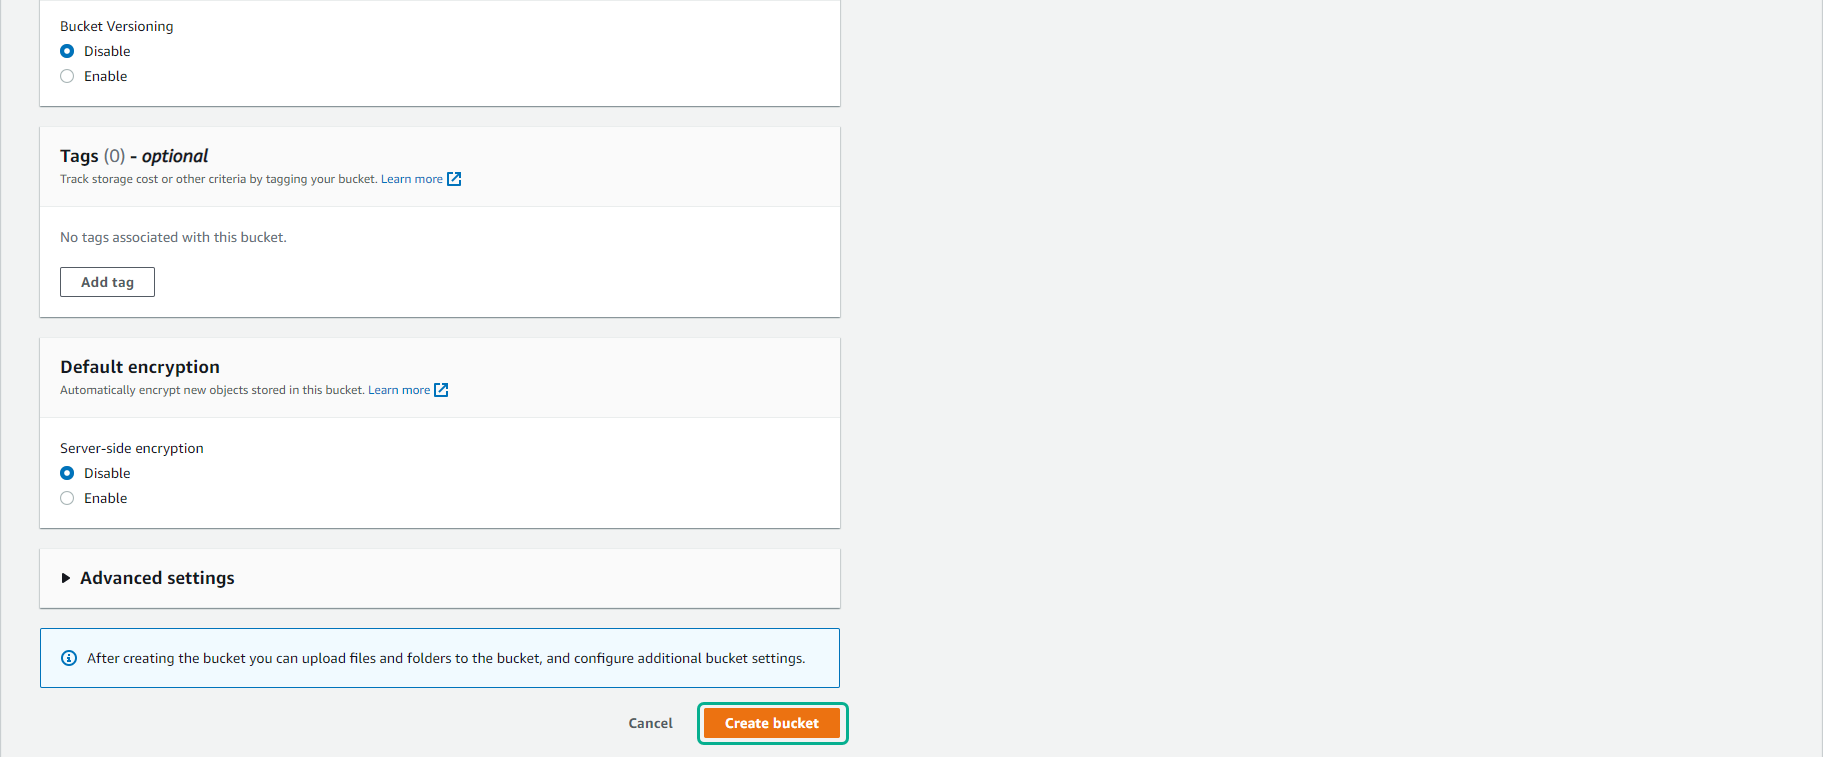 Bucket Versioning
Disable
Enable
Tags (0) - optional
Track storage cost or other criteria by tagging your bucket. Learn more
No tags associated with this bucket.
Add tag
Default encryption
Automatically encrypt new objects stored in this bucket. Learn more
Server-side encryption
Disable
Enable
Advanced settings
After creating the bucket you can upload files and folders to the bucket, and configure additional bucket settings.
Cancel Create bucket